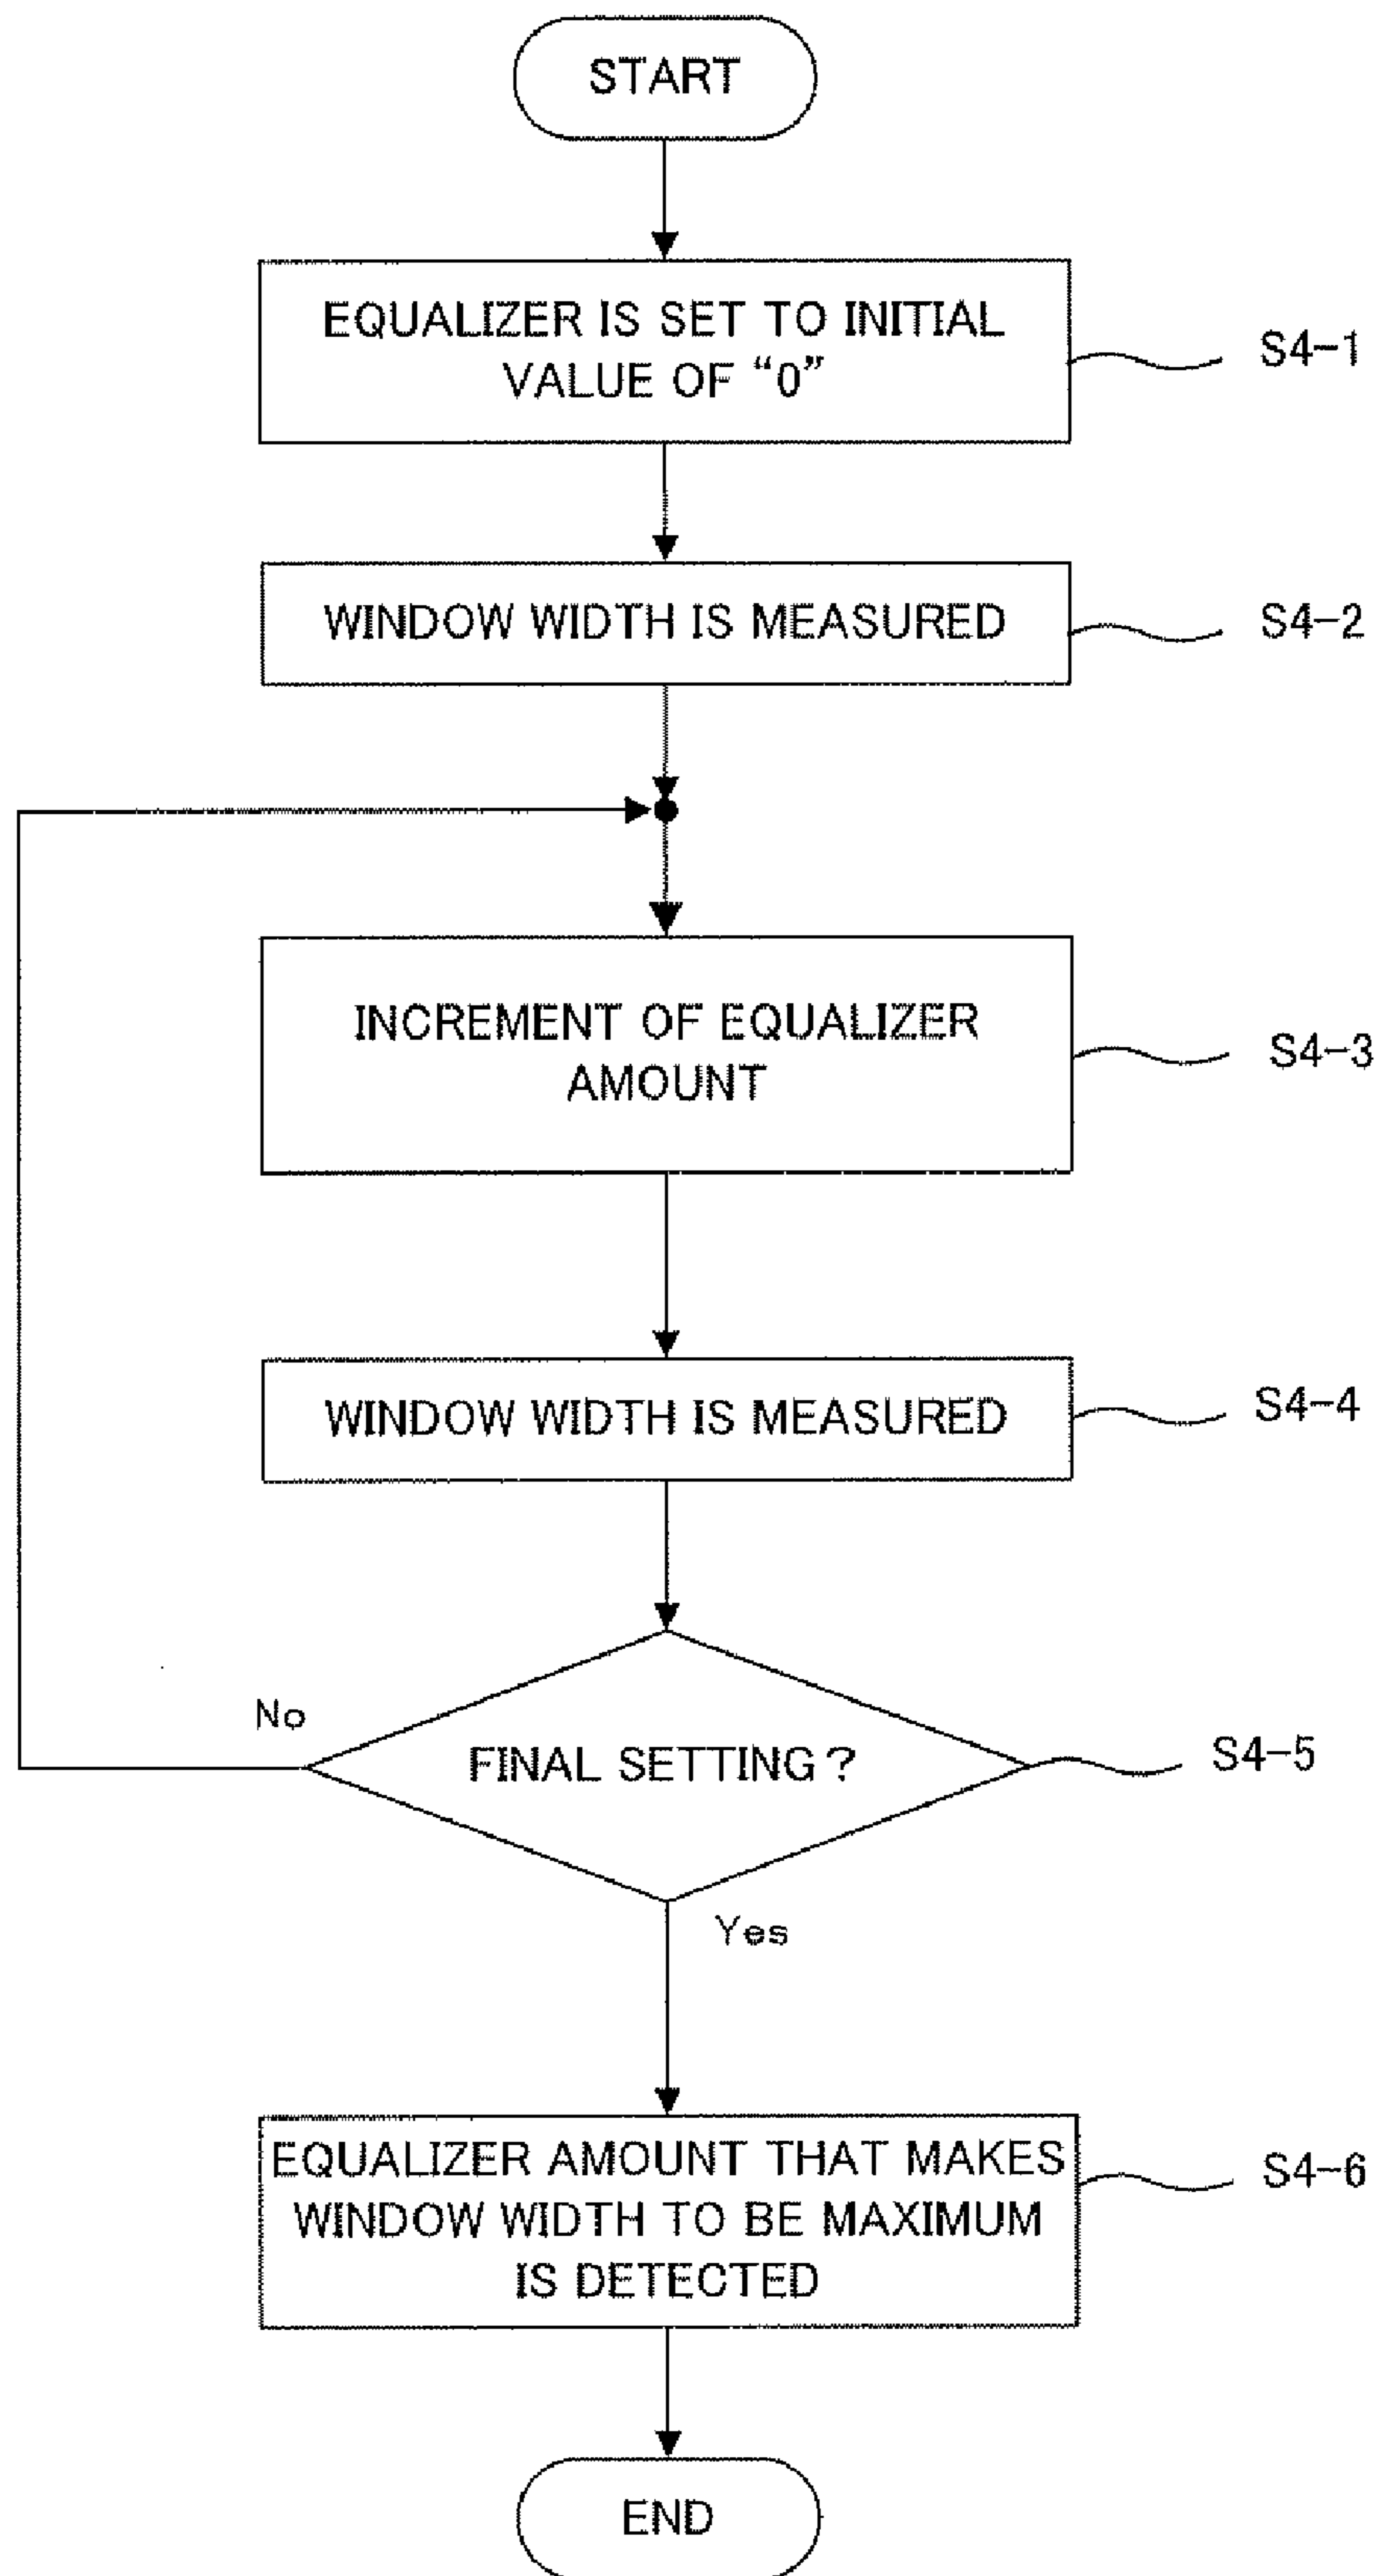 START
EQUALIZER IS SET TO INITIAL
VALUE OF “0”
S4-1
WINDOW WIDTH IS MEASURED
S4-2
INCREMENT OF EQUALIZER
AMOUNT
S4-3
WINDOW WIDTH IS MEASURED
S4-4
No
FINAL SETTING?
S4-5
Yes
EQUALIZER AMOUNT THAT MAKES
WINDOW WIDTH TO BE MAXIMUM
IS DETECTED
S4-6
END